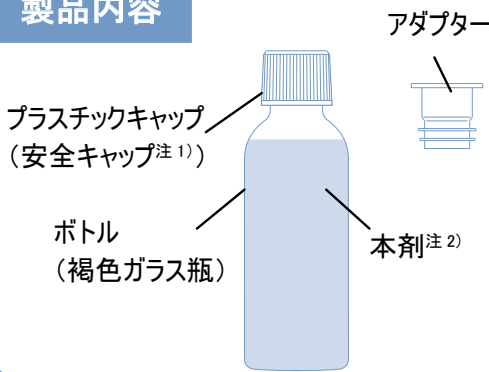 製品内容
アダプター
プラスチックキャップ
（安全キャップ注1)）
ボトル
（褐色ガラス瓶）
本剤注2)